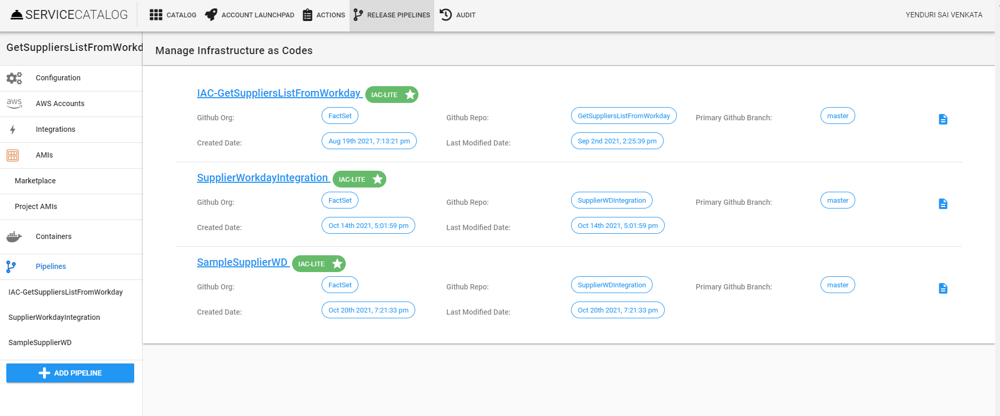 SERVICECATALOG
CATALOG
ACCOUNT LAUNCHPAD
ACTIONS
RELEASE PIPELINES
AUDIT
YENDURI SAI VENKATA
GetSuppliersListFromWorkd
Configuration
aws
AWS Accounts
Integrations
AMIs
Marketplace
Project AMIs
Containers
Pipelines
IAC-GetSuppliersListFromWorkday
SupplierWorkdayIntegration
SampleSupplierWD
ADD PIPELINE
Manage Infrastructure as Codes
IAC-GetSuppliersListFromWorkday IAC-LITE
Github Org: FactSet Github Repo: GetSuppliersListFromWorkday Primary Github Branch: master
Created Date: Aug 19th 2021, 7:13:21 pm Last Modified Date: Sep 2nd 2021, 2:25:39 pm
SupplierWorkdayIntegration IAC-LITE
Github Org: FactSet Github Repo: SupplierWDIntegration Primary Github Branch: master
Created Date: Oct 14th 2021, 5:01:59 pm Last Modified Date: Oct 14th 2021, 5:01:59 pm
SampleSupplierWD IAC-LITE
Github Org: FactSet Github Repo: SupplierWDIntegration Primary Github Branch: master
Created Date: Oct 20th 2021, 7:21:33 pm Last Modified Date: Oct 20th 2021, 7:21:33 pm